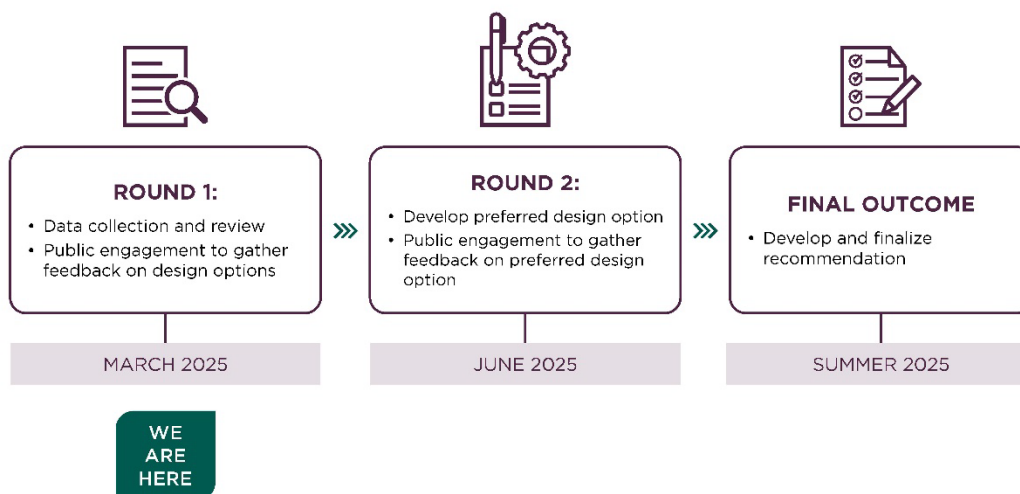 ROUND 1:
• Data collection and review
• Public engagement to gather
feedback on design options
MARCH 2025
WE
ARE
HERE
ROUND 2:
• Develop preferred design option
• Public engagement to gather
feedback on preferred design
option
JUNE 2025
FINAL OUTCOME
• Develop and finalize
recommendation
SUMMER 2025